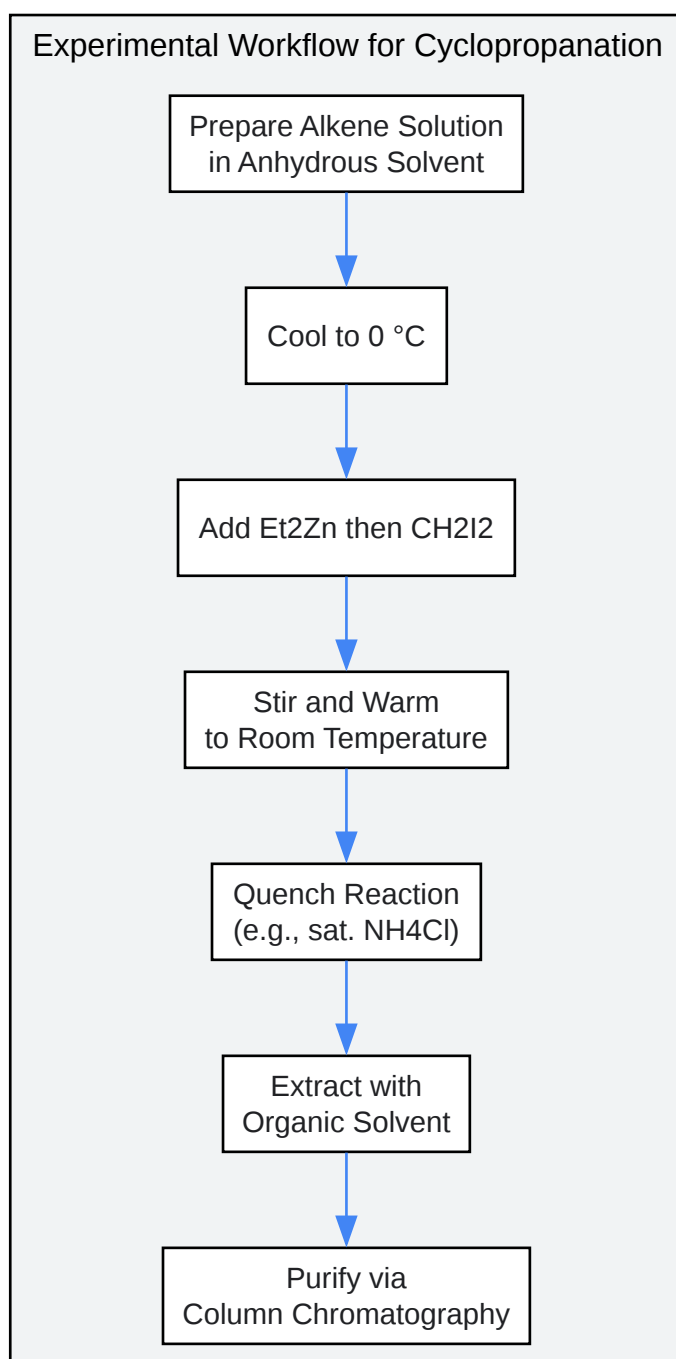 Experimental Workflow for Cyclopropanation
Prepare Alkene Solution
in Anhydrous Solvent
Cool to 0 °C
Add Et2Zn then CH2I2
Stir and Warm
to Room Temperature
Quench Reaction
(e.g., sat. NH4Cl)
Extract with
Organic Solvent
Purify via
Column Chromatography